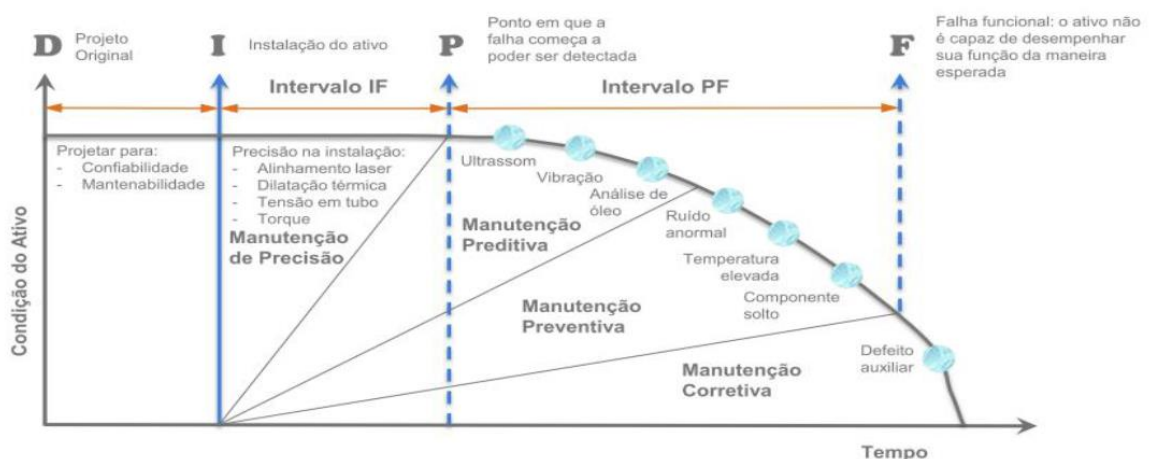 D
Projeto
Original
I
Instalação do ativo
P
Ponto em que a
falha começa a
poder ser detectada
F
Falha funcional: o ativo não
é capaz de desempenhar
sua função da maneira
esperada
Intervalo IF
Intervalo PF
Projetar para:
- Confiabilidade
- Mantenabilidade
Precisão na instalação:
- Alinhamento laser
- Dilatação térmica
- Tensão em tubo
- Torque
Manutenção
de Precisão
Ultrassom
Vibração
Análise de
óleo
Ruído
anormal
Temperatura
elevada
Componente
solto
Defeito
auxiliar
Manutenção
Preditiva
Manutenção
Preventiva
Manutenção
Corretiva
Condição do Ativo
Tempo